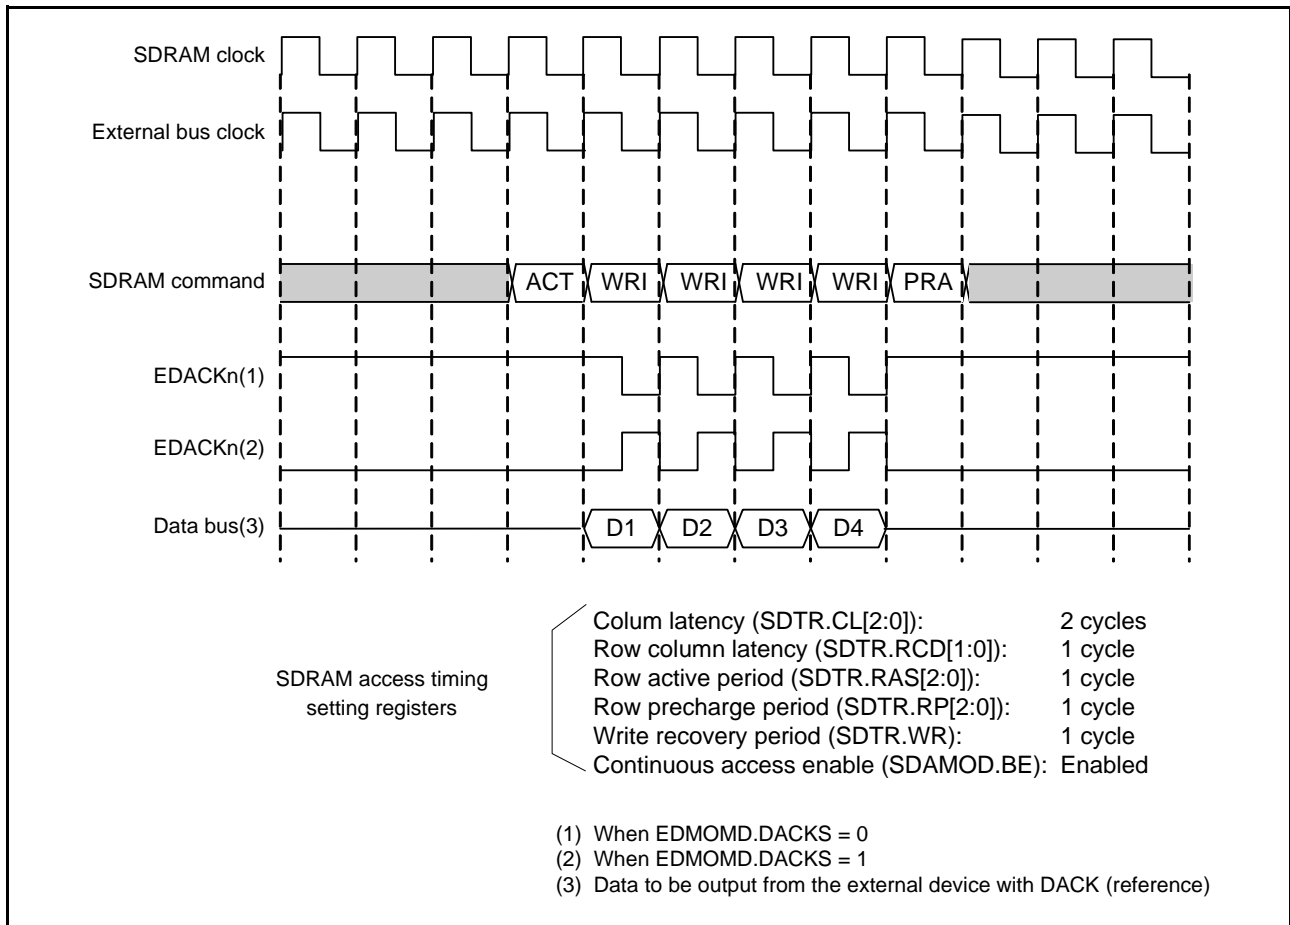 SDRAM clock
External bus clock
SDRAM command
ACT WRI WRI WRI WRI PRA
EDACKn(1)
EDACKn(2)
Data bus(3)
D1 D2 D3 D4
SDRAM access timing
setting registers
Colum latency (SDTR.CL[2:0]): 2 cycles
Row column latency (SDTR.RCD[1:0]): 1 cycle
Row active period (SDTR.RAS[2:0]): 1 cycle
Row precharge period (SDTR.RP[2:0]): 1 cycle
Write recovery period (SDTR.WR): 1 cycle
Continuous access enable (SDAMOD.BE): Enabled
(1) When EDMOMD.DACKS = 0
(2) When EDMOMD.DACKS = 1
(3) Data to be output from the external device with DACK (reference)